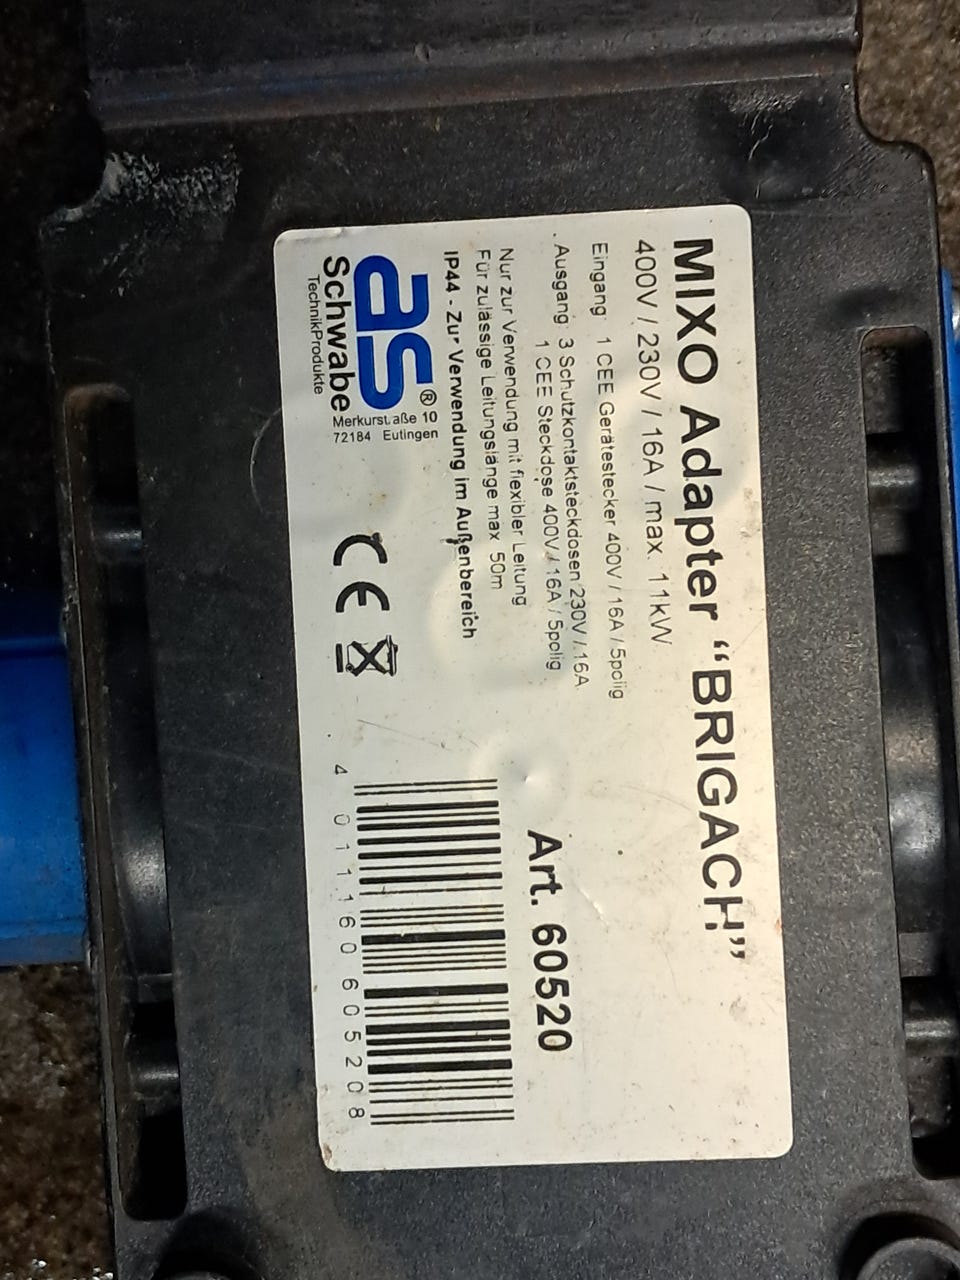 MIXO Adapter “BRIGACH”
400V / 230V / 16A / max. 11kW
Eingang: 1 CEE Gerätestecker 400V / 16A / 5polig
Ausgang: 3 Schutzkontaktsteckdosen 230V / 16A
1 CEE Steckdose 400V / 16A / 5polig
Nur zur Verwendung mit flexibler Leitung
Für zulässige Leitungslänge max. 50m
IP44 - Zur Verwendung im Außenbereich
as®
Schwabe
TechnikProdukte
Merkurstraße 10
72184 Eutingen
CE
Art. 60520
4 011160 605208